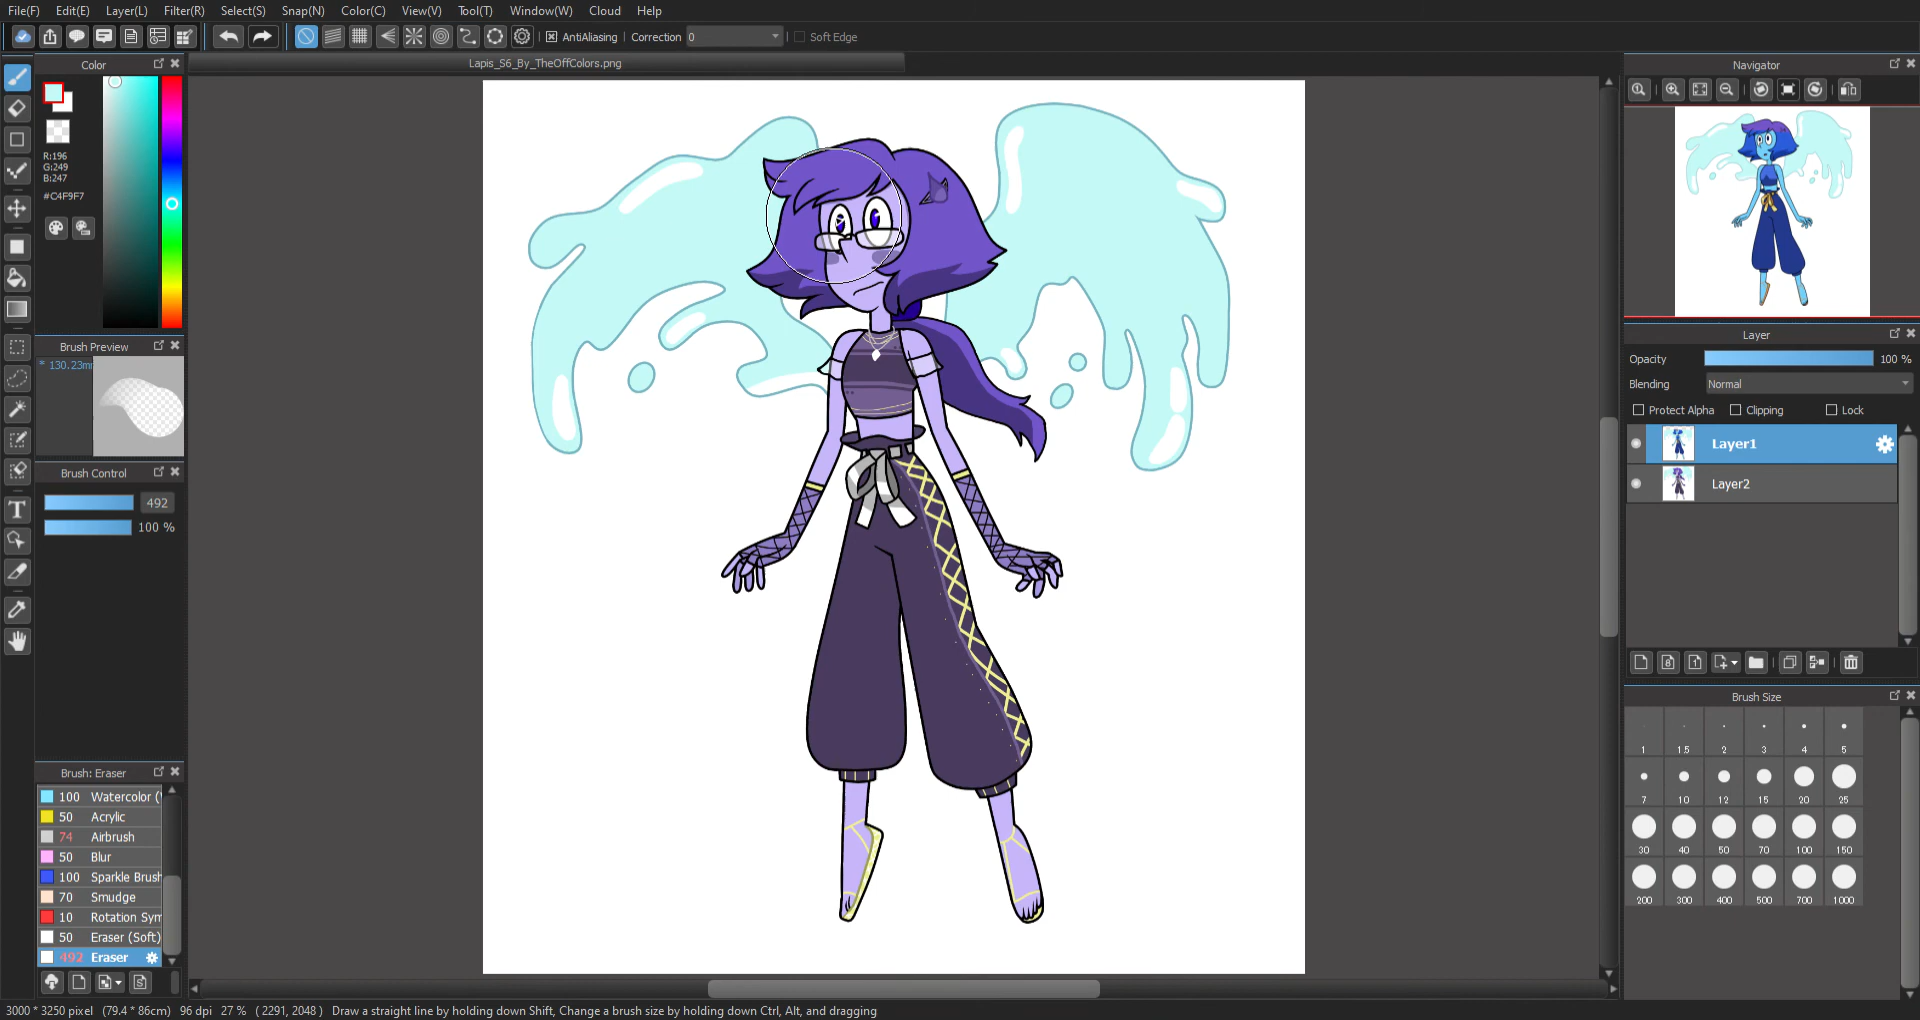 File(F) Edit(E) Layer(L) Filter(R) Select(S) Snap(N) Color(C) View(V) Tool(T) Window(W) Cloud Help
AntiAliasing Correction 0 Soft Edge
Color
Lapis_S6_By_TheOffColors.png
R:196
G:249
B:247
#C4F9F7
Brush Preview
* 130.23mm
Brush Control
492
100 %
Brush: Eraser
100 Watercolor (
50 Acrylic
74 Airbrush
50 Blur
100 Sparkle Brush
70 Smudge
10 Rotation Sym
50 Eraser (Soft)
492 Eraser
Navigator
Layer
Opacity 100 %
Blending Normal
Protect Alpha Clipping Lock
Layer1
Layer2
Brush Size
1 1.5 2 3 4 5
7 10 12 15 20 25
30 40 50 70 100 150
200 300 400 500 700 1000
T
3000 * 3250 pixel (79.4 * 86cm) 96 dpi 27 % ( 2291, 2048 ) Draw a straight line by holding down Shift, Change a brush size by holding down Ctrl, Alt, and dragging